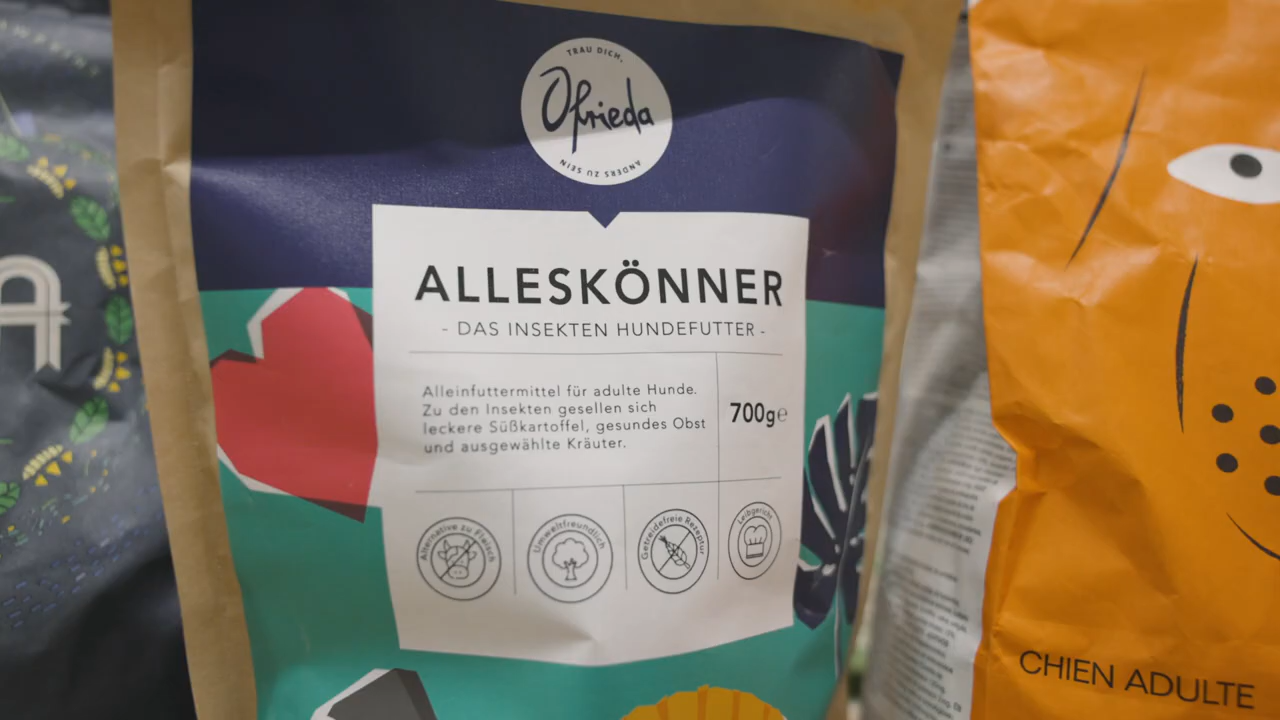 TRAU DICH,
Ofrieda
ANDERS ZU SEIN
ALLESKÖNNER
- DAS INSEKTEN HUNDEFUTTER -
Alleinfuttermittel für adulte Hunde.
Zu den Insekten gesellen sich
leckere Süßkartoffel, gesundes Obst
und ausgewählte Kräuter.
700g℮
Alternative zu Fleisch
Umweltfreundlich
Getreidefreie Rezeptur
Leibgericht
A
CHIEN ADULTE